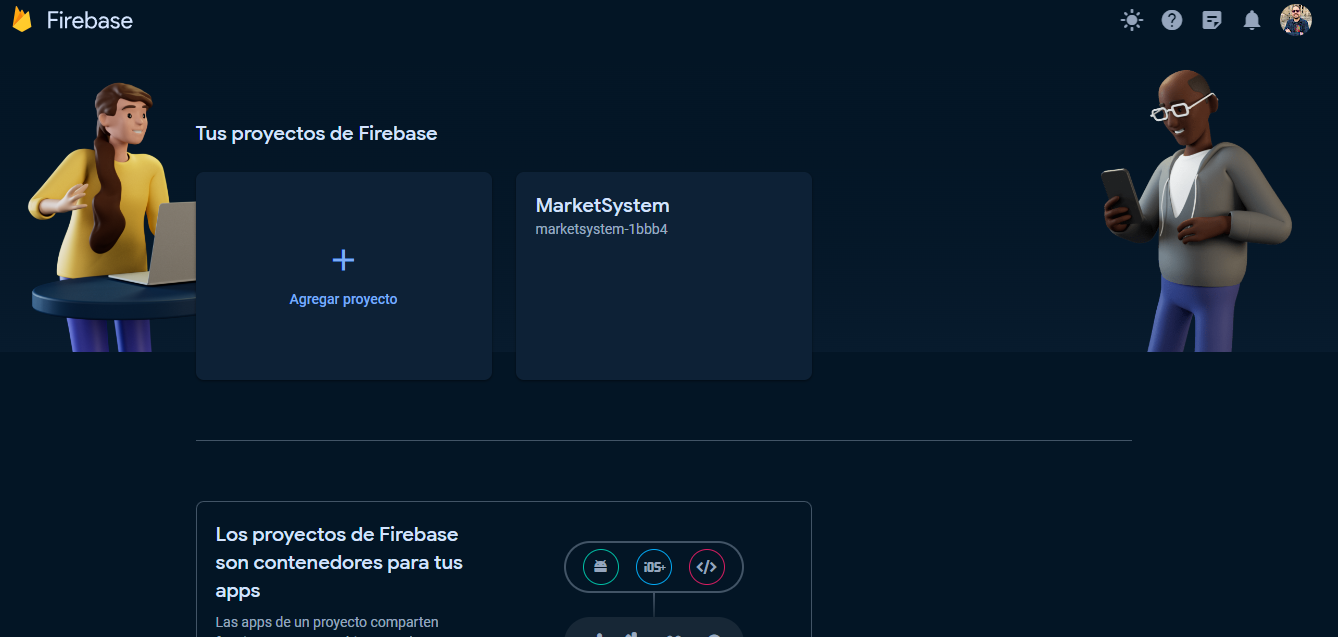 Firebase
Tus proyectos de Firebase
Agregar proyecto
MarketSystem
marketsystem-1bbb4
Los proyectos de Firebase
son contenedores para tus
apps
Las apps de un proyecto comparten
iOS+